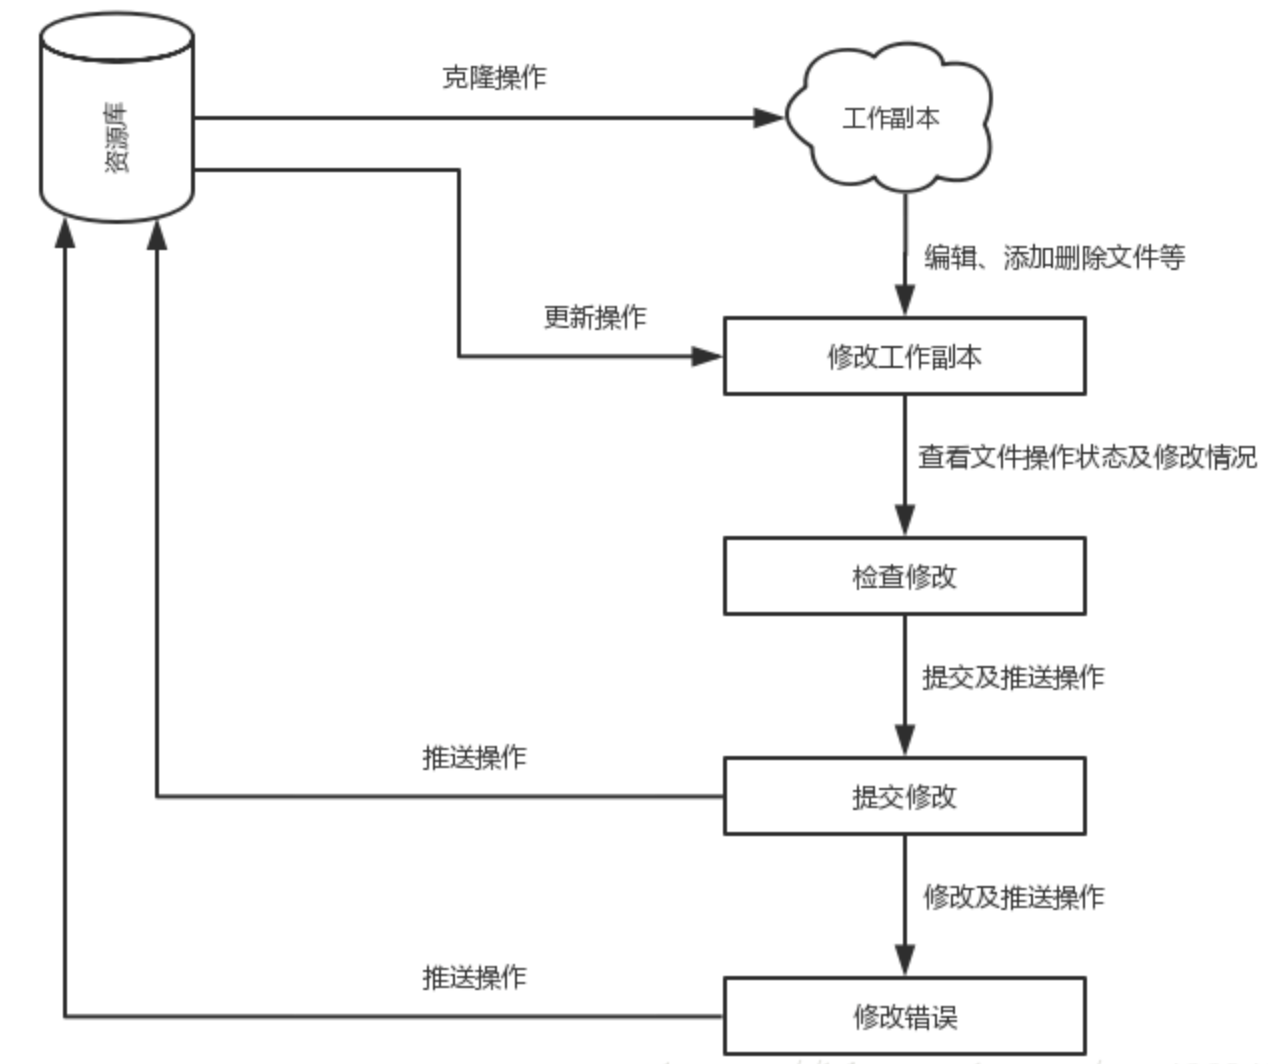 克隆操作
工作副本
资源库
编辑、添加删除文件等
更新操作
修改工作副本
查看文件操作状态及修改情况
检查修改
提交及推送操作
推送操作
提交修改
修改及推送操作
推送操作
修改错误